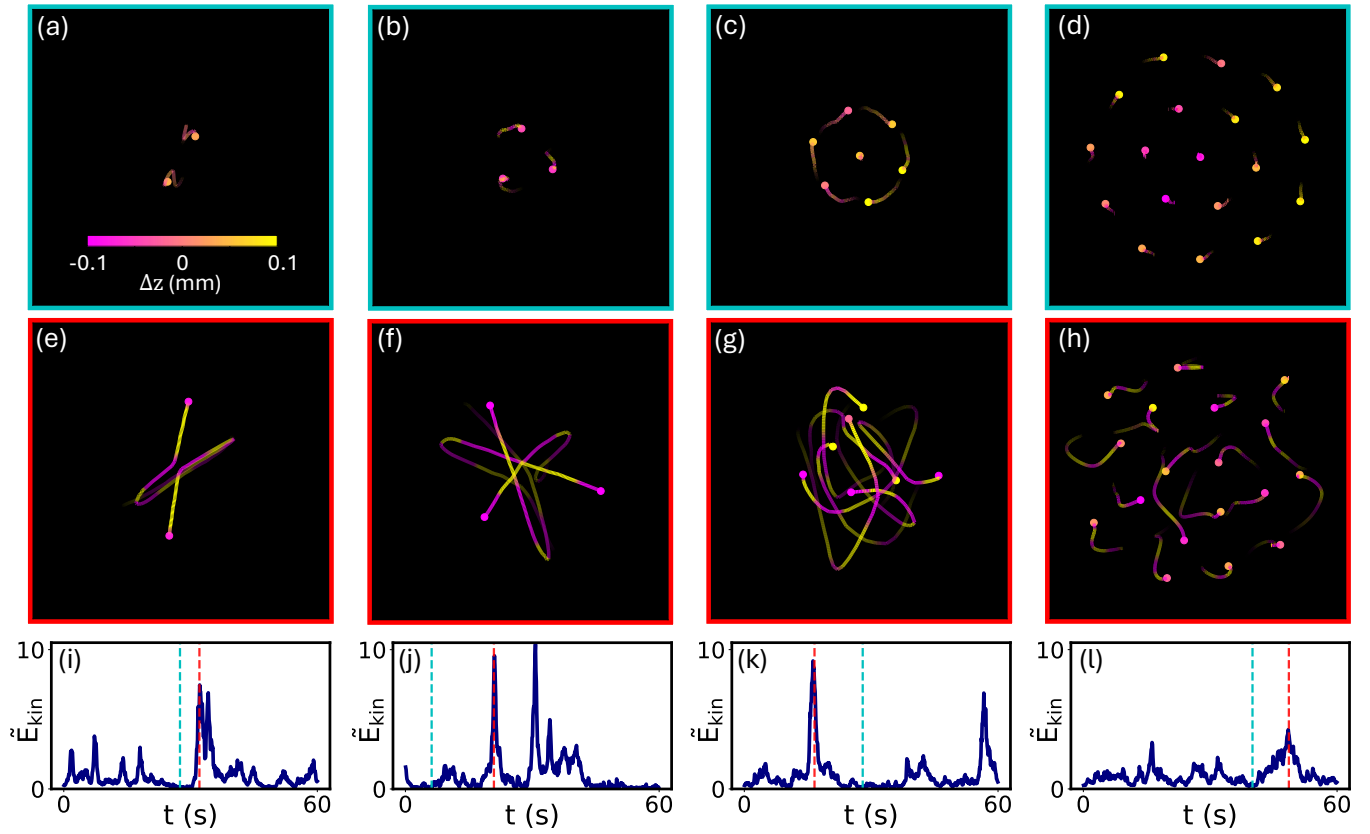 (a) (b) (c) (d)
-0.1 0 0.1
Δz (mm)
(e) (f) (g) (h)
10 (i) 10 (j) 10 (k) 10 (l)
Ẽkin Ẽkin Ẽkin Ẽkin
0 0 0 0
0 60 0 60 0 60 0 60
t (s) t (s) t (s) t (s)